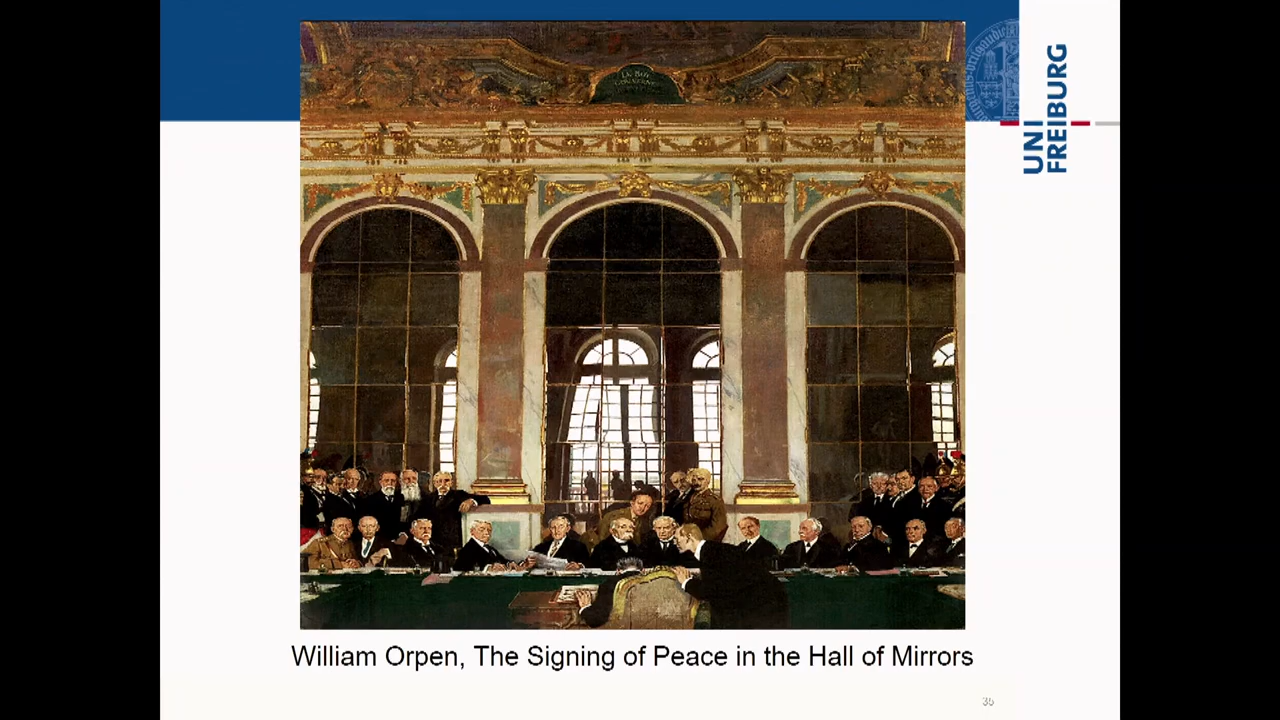 UNI
FREIBURG
William Orpen, The Signing of Peace in the Hall of Mirrors